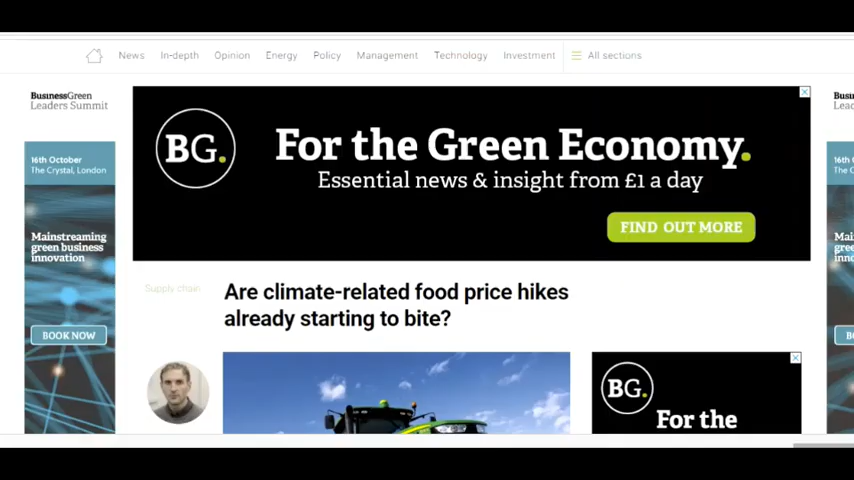 News In-depth Opinion Energy Policy Management Technology Investment All sections
BusinessGreen
Leaders Summit
16th October
The Crystal, London
Mainstreaming
green business
innovation
BOOK NOW
BG.
For the Green Economy.
Essential news & insight from £1 a day
FIND OUT MORE
Supply chain
Are climate-related food price hikes
already starting to bite?
BG.
For the